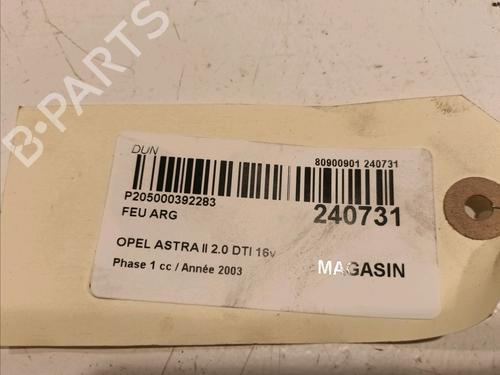 B-PARTS
DUN
80900901 240731
P205000392283
FEU ARG
240731
OPEL ASTRA II 2.0 DTI 16v
Phase 1 cc / Année 2003
MAGASIN